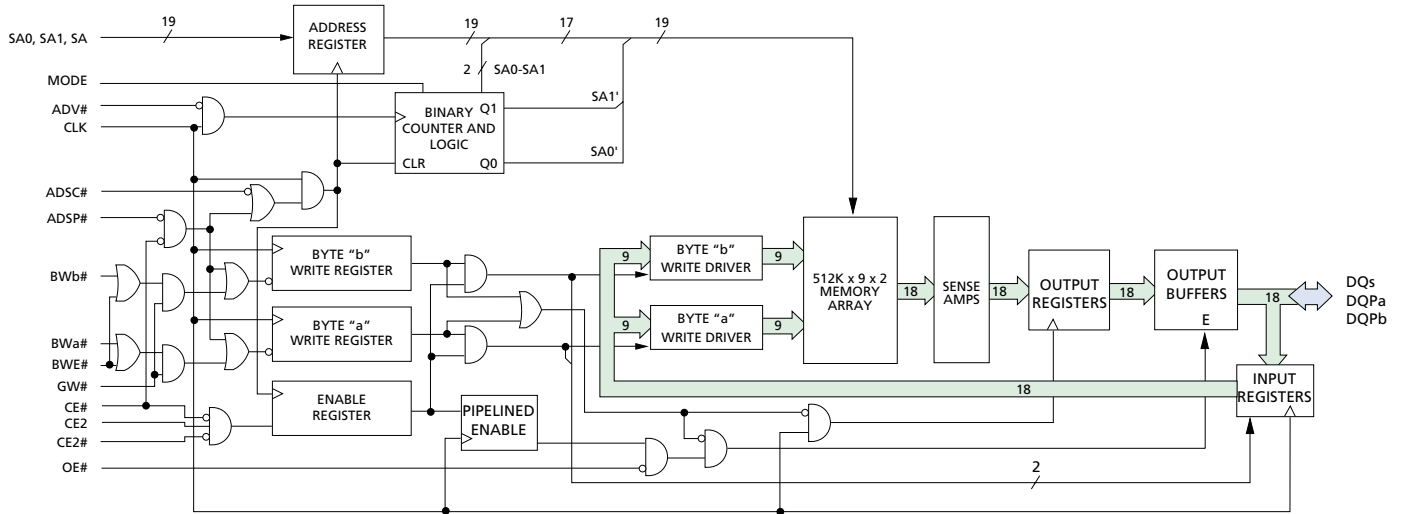 19
ADDRESS
REGISTER
19
17
19
SA0, SA1, SA
2
SA0-SA1
MODE
ADV#
CLK
BINARY
COUNTER AND
LOGIC
Q1
CLR
Q0
SA1'
SA0'
ADSC#
ADSP#
BYTE “b”
WRITE REGISTER
BWb#
BYTE “a”
WRITE REGISTER
BWa#
BWE#
GW#
CE#
CE2
CE2#
OE#
ENABLE
REGISTER
PIPELINED
ENABLE
9
BYTE “b”
WRITE DRIVER
9
9
BYTE “a”
WRITE DRIVER
9
512K x 9 x 2
MEMORY
ARRAY
18
SENSE
AMPS
18
OUTPUT
REGISTERS
18
OUTPUT
BUFFERS
E
18
DQs
DQPa
DQPb
18
INPUT
REGISTERS
2